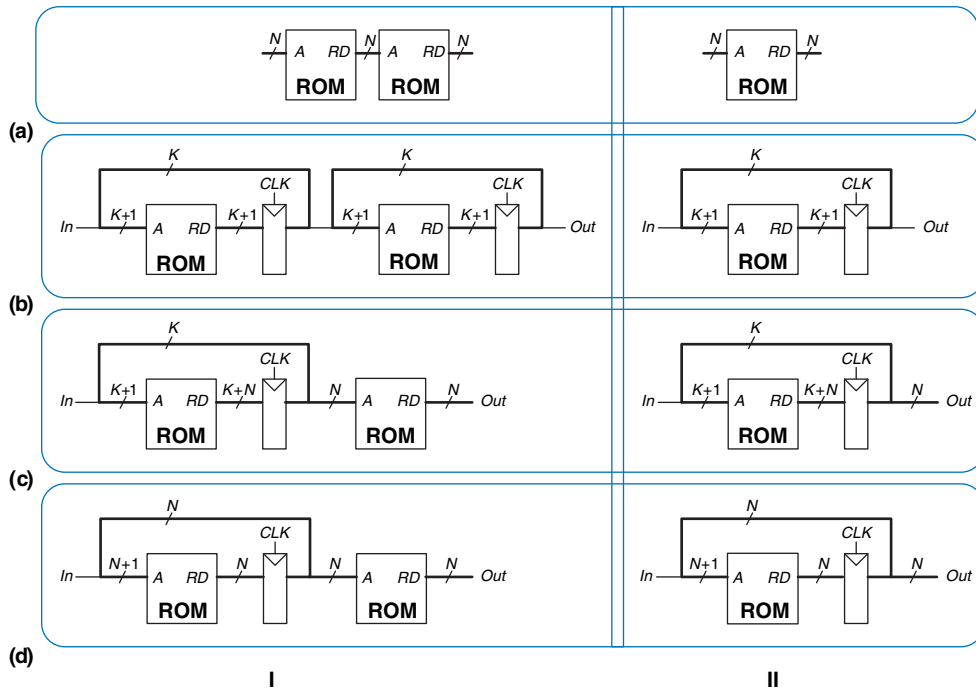 N N N N N
A RD A RD A RD
ROM ROM ROM
(a)
K K K
CLK CLK CLK
In K+1 A RD K+1 K+1 A RD K+1 Out In K+1 A RD K+1 Out
ROM ROM ROM
(b)
K K
CLK CLK
In K+1 A RD K+N N A RD N Out In K+1 A RD K+N N Out
ROM ROM ROM
(c)
N N
CLK CLK
In N+1 A RD N N A RD N Out In N+1 A RD N N Out
ROM ROM ROM
(d)
I II